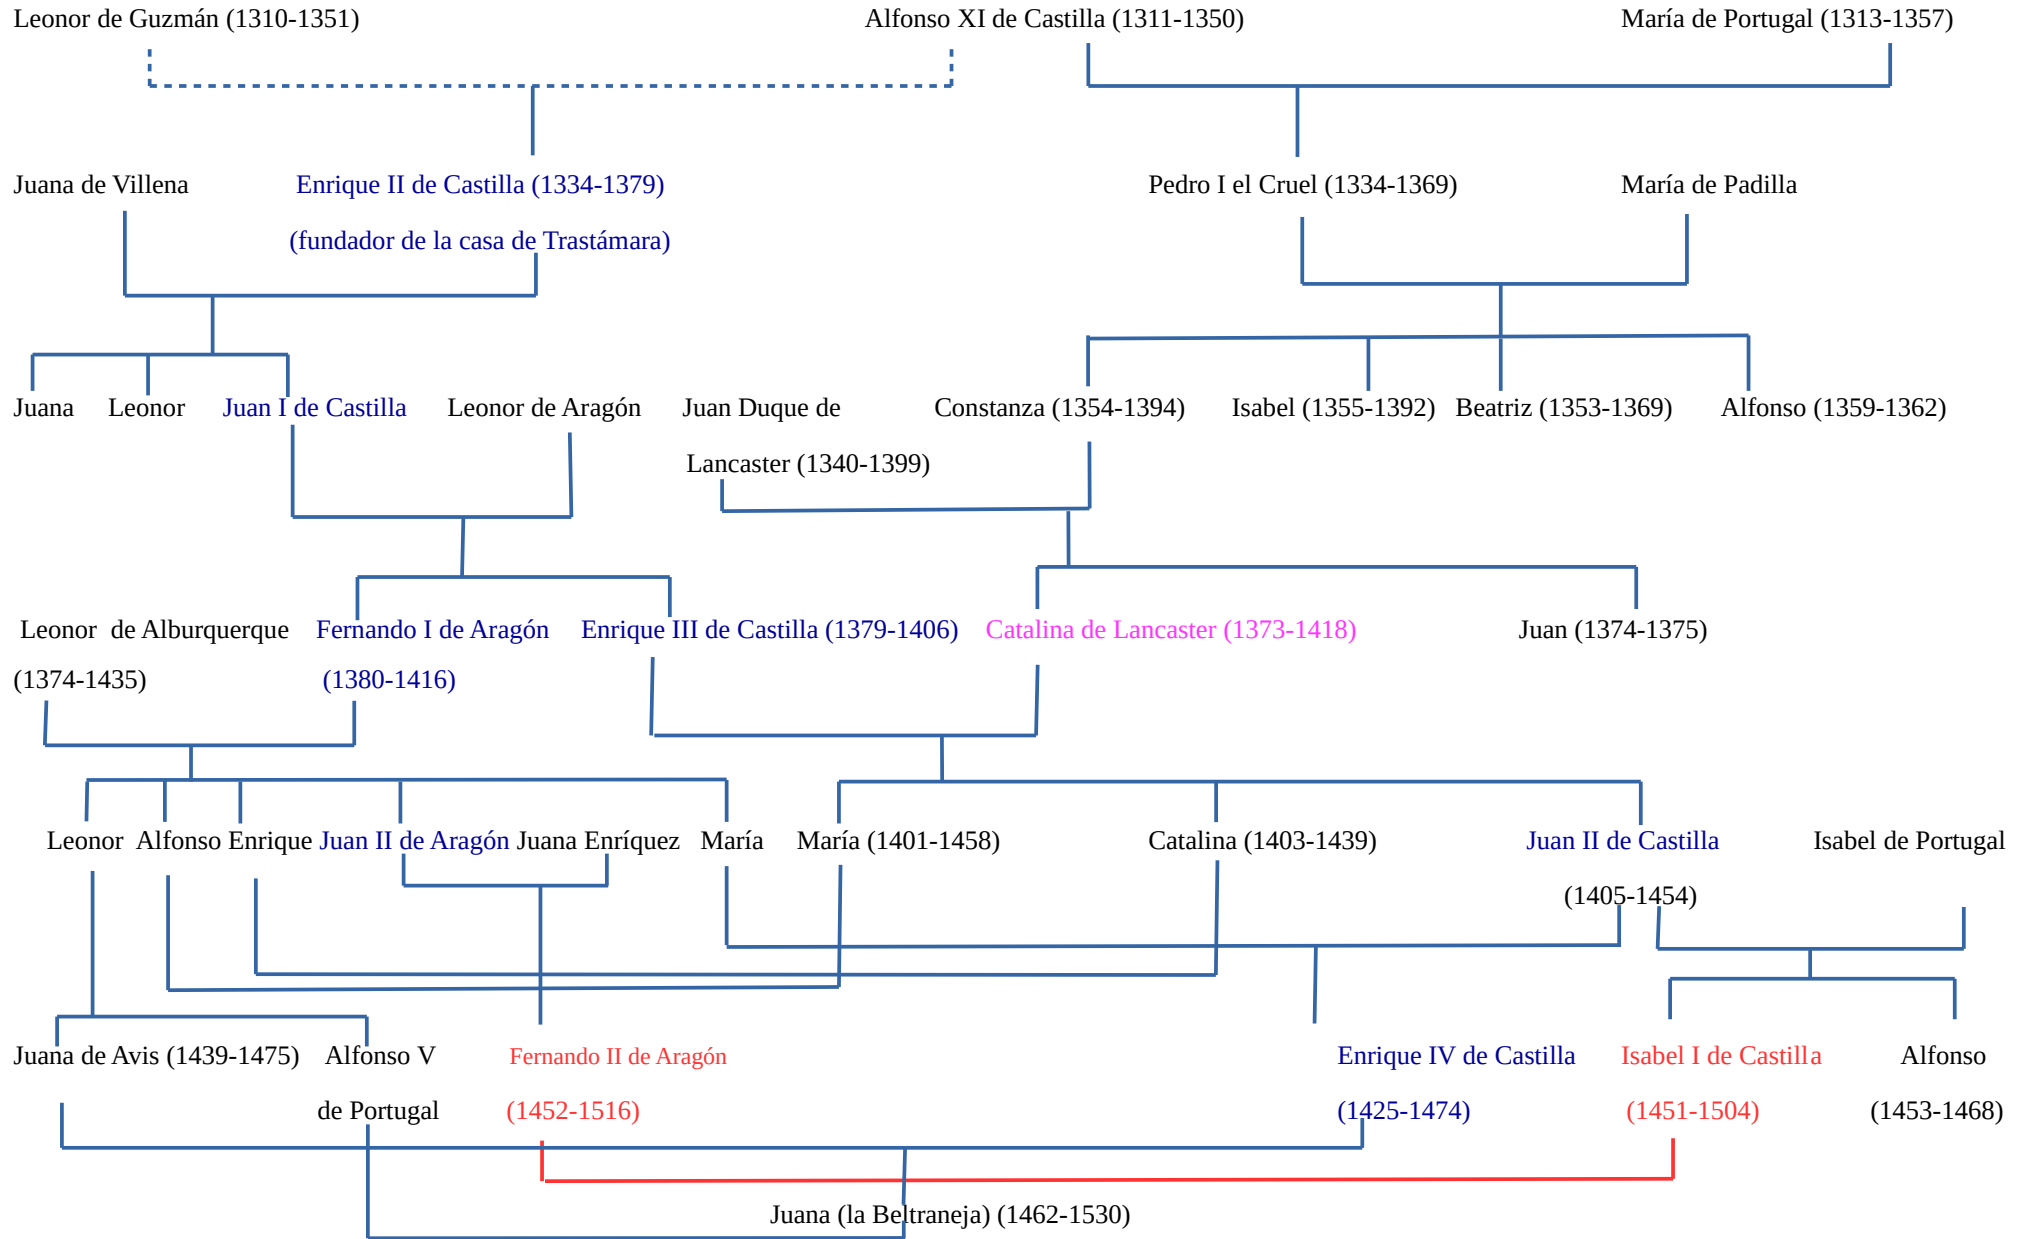 Leonor de Guzmán (1310-1351) Alfonso XI de Castilla (1311-1350) María de Portugal (1313-1357)
Juana de Villena Enrique II de Castilla (1334-1379) Pedro I el Cruel (1334-1369) María de Padilla
(fundador de la casa de Trastámara)
Juana Leonor Juan I de Castilla Leonor de Aragón Juan Duque de Constanza (1354-1394) Isabel (1355-1392) Beatriz (1353-1369) Alfonso (1359-1362)
Lancaster (1340-1399)
Leonor de Alburquerque Fernando I de Aragón Enrique III de Castilla (1379-1406) Catalina de Lancaster (1373-1418) Juan (1374-1375)
(1374-1435) (1380-1416)
Leonor Alfonso Enrique Juan II de Aragón Juana Enríquez María María (1401-1458) Catalina (1403-1439) Juan II de Castilla Isabel de Portugal
(1405-1454)
Juana de Avis (1439-1475) Alfonso V Fernando II de Aragón Enrique IV de Castilla Isabel I de Castilla Alfonso
de Portugal (1452-1516) (1425-1474) (1451-1504) (1453-1468)
Juana (la Beltraneja) (1462-1530)